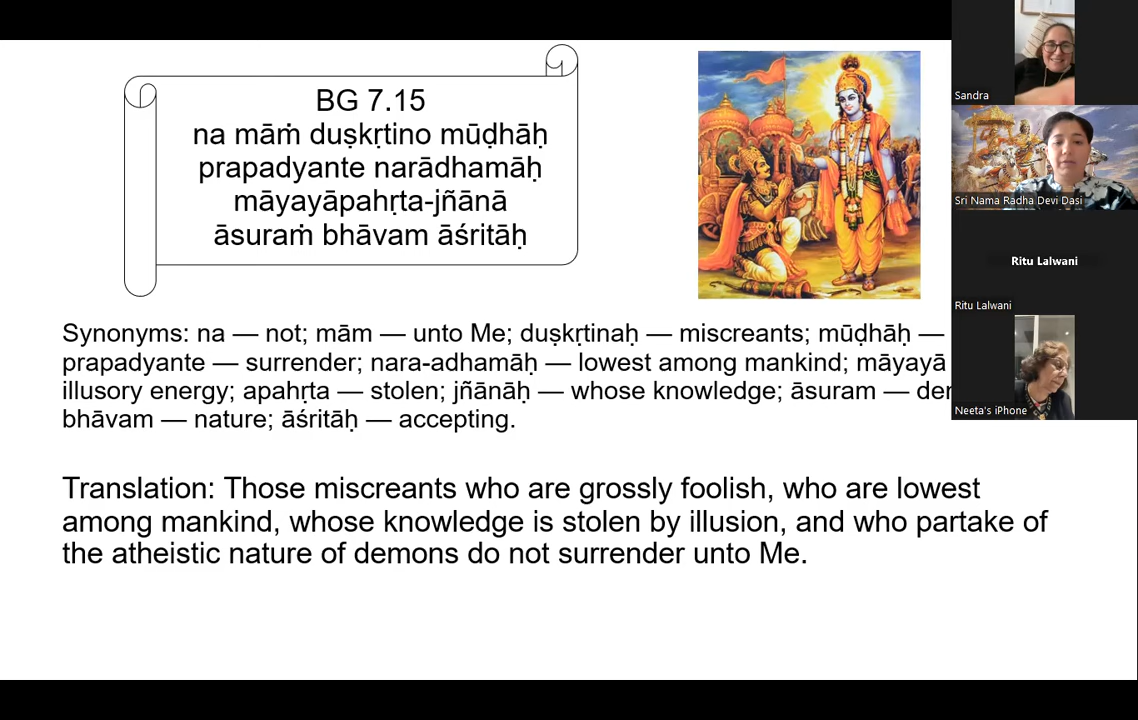 BG 7.15
na māṁ duṣkṛtino mūḍhāḥ
prapadyante narādhamāḥ
māyayāpahṛta-jñānā
āsuraṁ bhāvam āśritāḥ
Synonyms: na — not; mām — unto Me; duṣkṛtinaḥ — miscreants; mūḍhāḥ —
prapadyante — surrender; nara-adhamāḥ — lowest among mankind; māyayā
illusory energy; apahṛta — stolen; jñānāḥ — whose knowledge; āsuram —
bhāvam — nature; āśritāḥ — accepting.
Translation: Those miscreants who are grossly foolish, who are lowest
among mankind, whose knowledge is stolen by illusion, and who partake of
the atheistic nature of demons do not surrender unto Me.
Sandra
Sri Nama Radha Devi Dasi
Ritu Lalwani
Ritu Lalwani
Neeta's iPhone